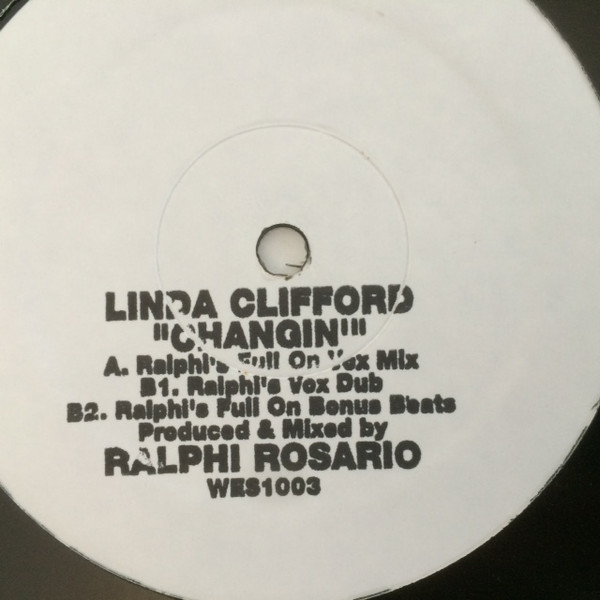 LINDA CLIFFORD
"CHANGIN'"
A. Ralphi's Full On Vox Mix
B1. Ralphi's Vox Dub
B2. Ralphi's Full On Bonus Beats
Produced & Mixed by
RALPHI ROSARIO
WES1003